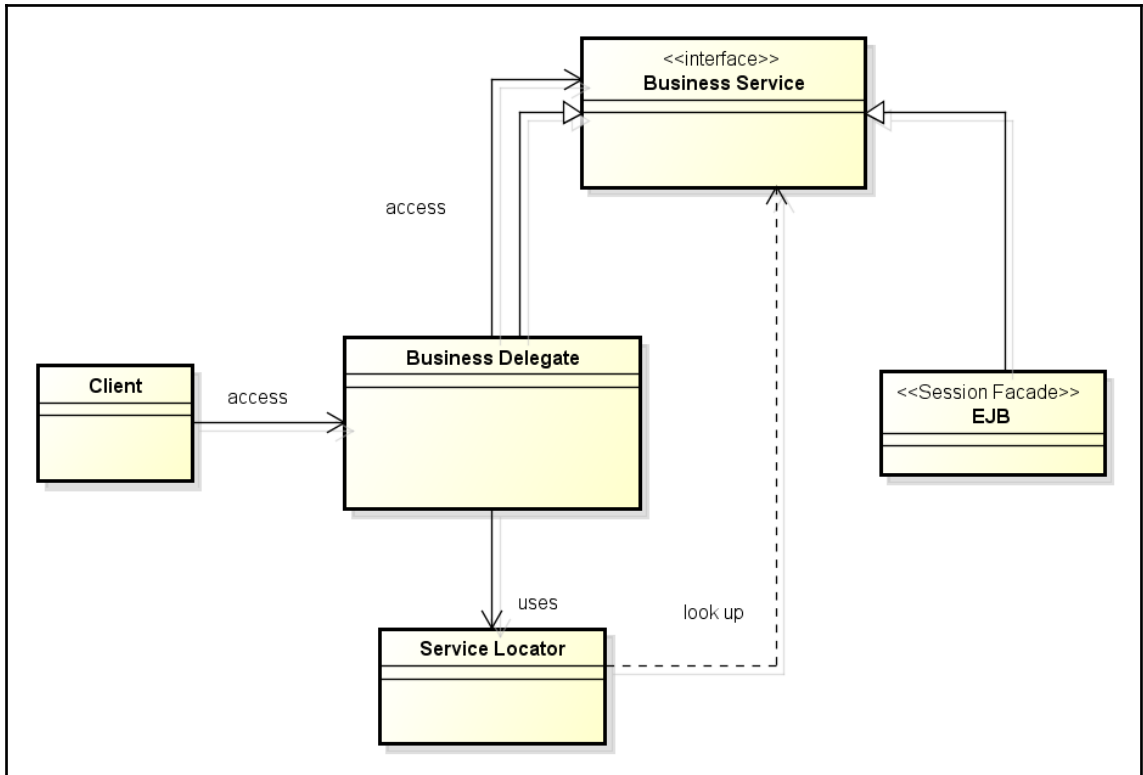 <<interface>>
Business Service
access
Business Delegate
Client
access
<<Session Facade>>
EJB
uses
look up
Service Locator